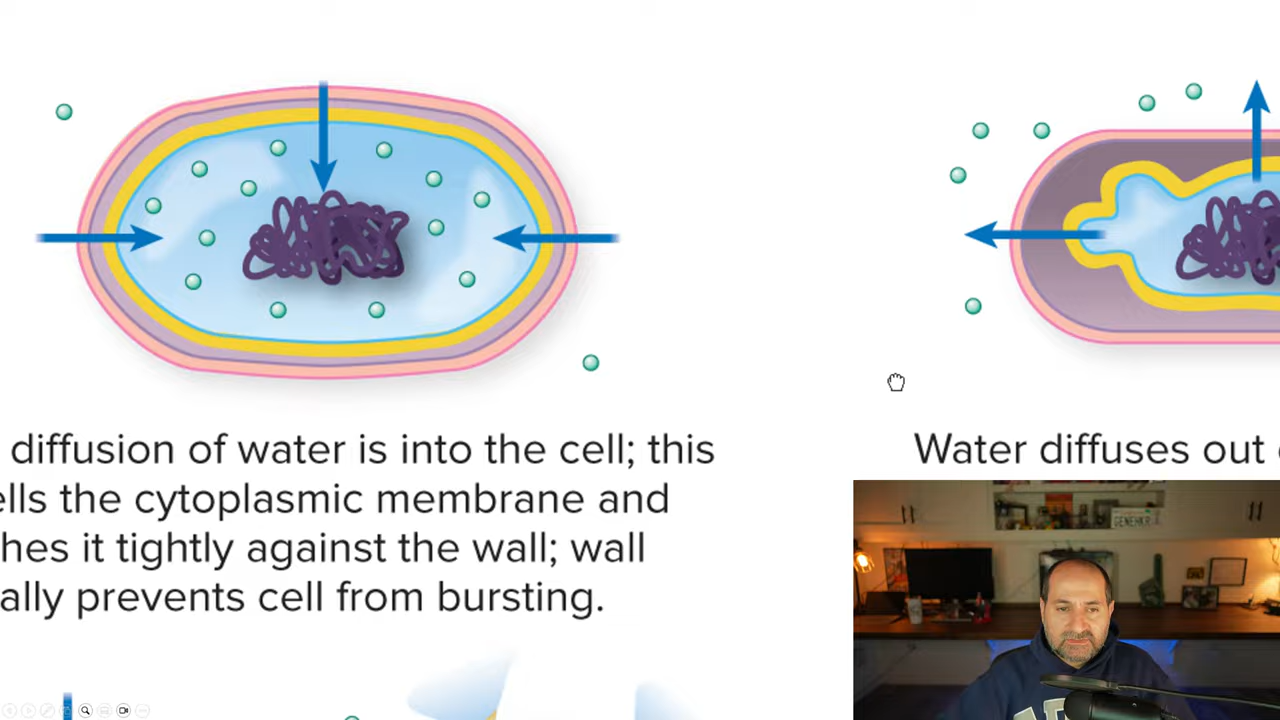 diffusion of water is into the cell; this
ells the cytoplasmic membrane and
hes it tightly against the wall; wall
ally prevents cell from bursting.
Water diffuses out
GENEHKR